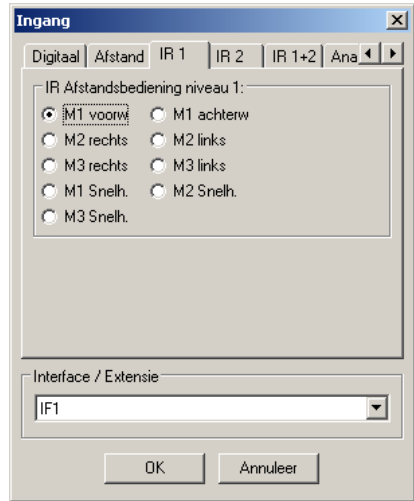 Ingang
Digitaal Afstand IR 1 IR 2 IR 1+2 Ana
IR Afstandsbediening niveau 1:
M1 voorw M1 achterw
M2 rechts M2 links
M3 rechts M3 links
M1 Snelh. M2 Snelh.
M3 Snelh.
Interface / Extensie
IF1
OK Annuleer